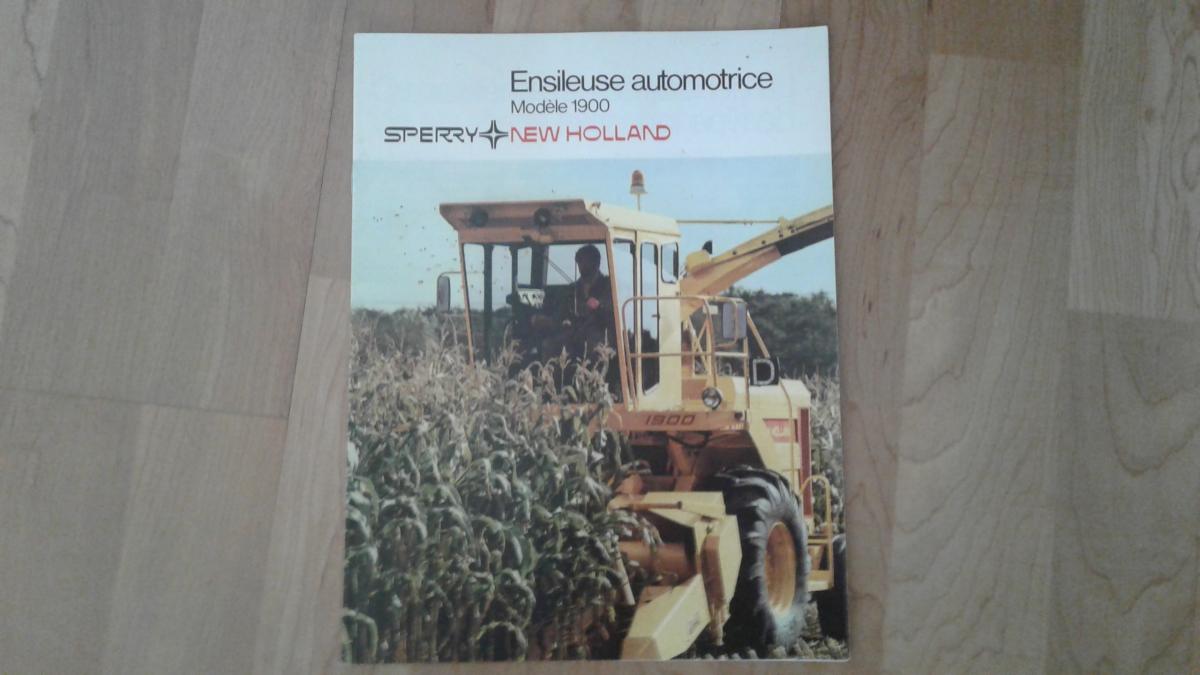 Ensileuse automotrice
Modèle 1900
SPERRY NEW HOLLAND
1900
D